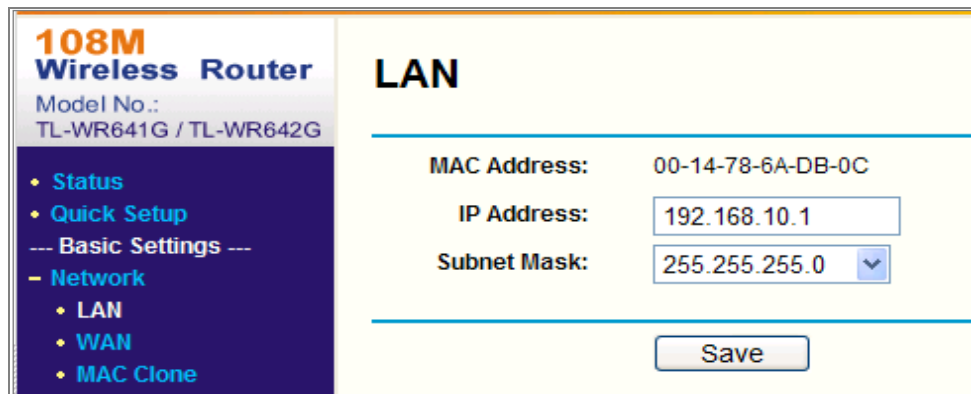 108M
Wireless Router
Model No.:
TL-WR641G / TL-WR642G
• Status
• Quick Setup
--- Basic Settings ---
– Network
• LAN
• WAN
• MAC Clone
LAN
MAC Address: 00-14-78-6A-DB-0C
IP Address: 192.168.10.1
Subnet Mask: 255.255.255.0
Save